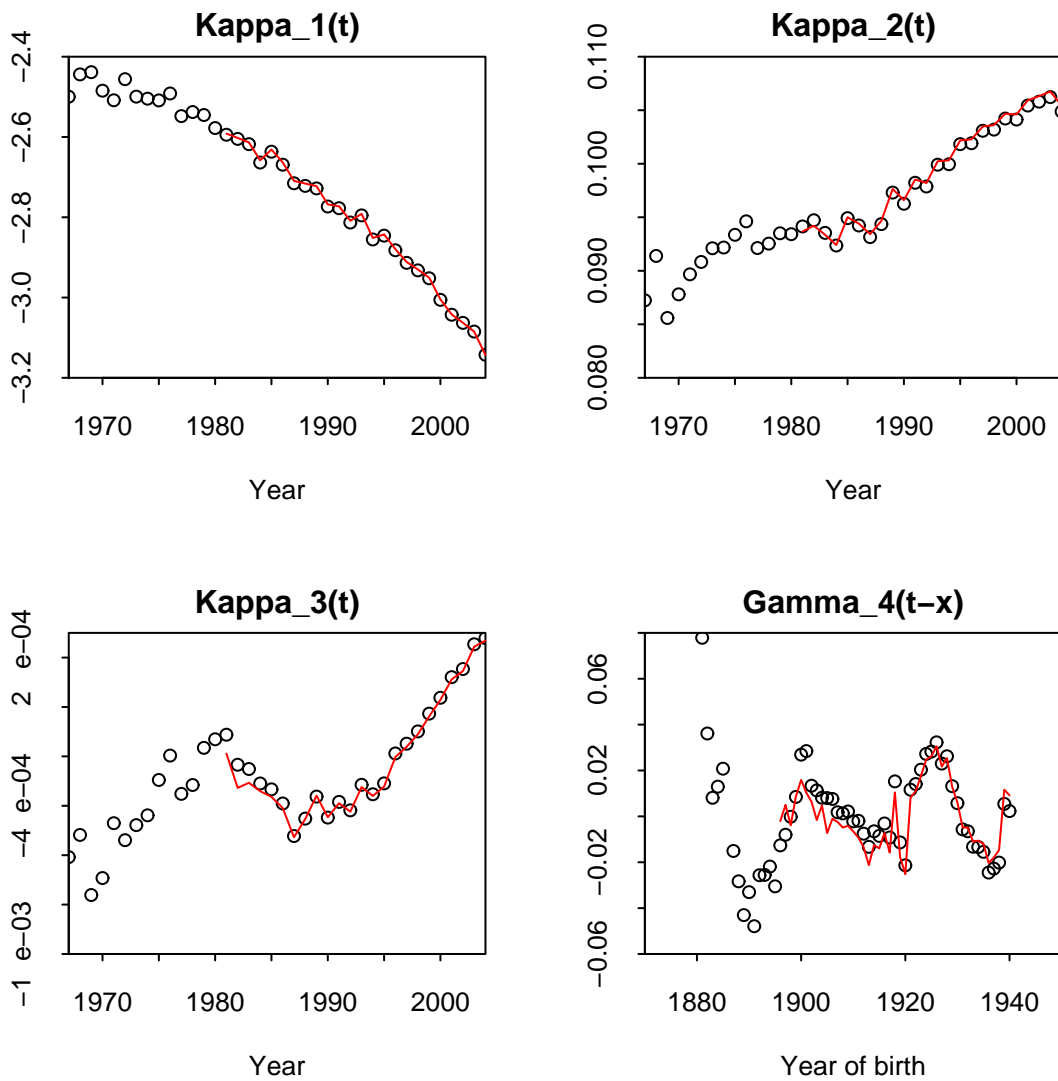 Kappa_1(t)
−2.4
−2.6
−2.8
−3.0
−3.2
1970 1980 1990 2000
Year
Kappa_2(t)
0.110
0.100
0.090
0.080
1970 1980 1990 2000
Year
Kappa_3(t)
e−04
2
e−04
−4
e−03
−1
1970 1980 1990 2000
Year
Gamma_4(t−x)
0.06
0.02
−0.02
−0.06
1880 1900 1920 1940
Year of birth